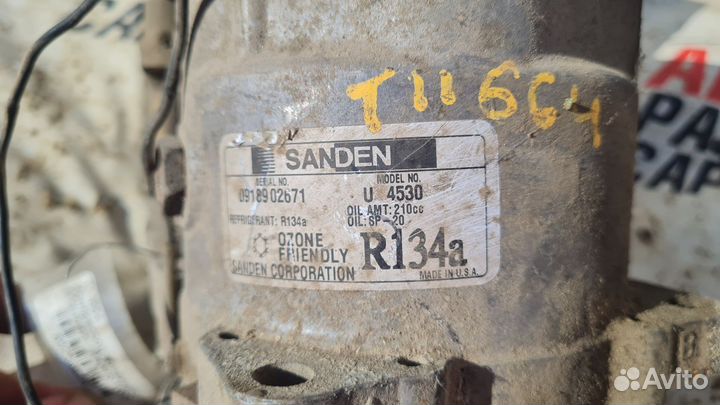 T11664
SANDEN
SERIAL NO.
0918902671
MODEL NO.
U 4530
OIL AMT: 210cc
OIL: SP-20
REFRIGERANT: R134a
OZONE
FRIENDLY
R134a
SANDEN CORPORATION
MADE IN U.S.A.
Avito